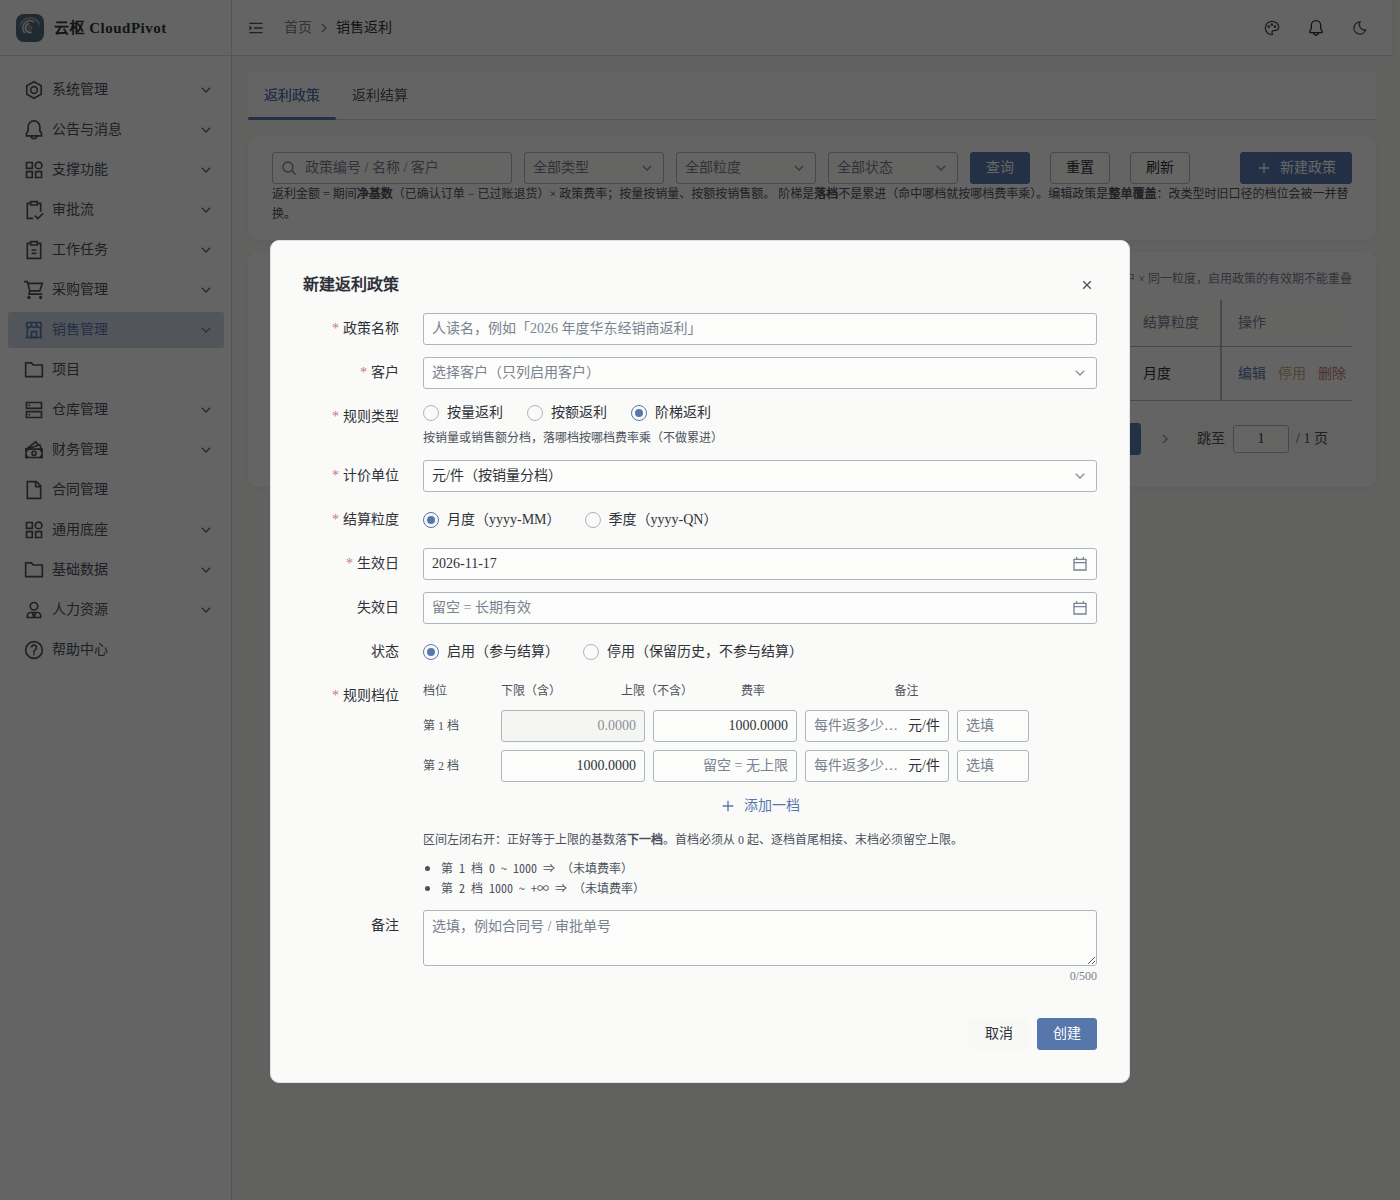 云枢 CloudPivot
首页 > 销售返利
系统管理
公告与消息
支撑功能
审批流
工作任务
采购管理
销售管理
项目
仓库管理
财务管理
合同管理
通用底座
基础数据
人力资源
帮助中心
返利政策 返利结算
政策编号 / 名称 / 客户 全部类型 全部粒度 全部状态 查询 重置 刷新 + 新建政策
返利金额 = 期间净基数（已确认订单 − 已过账退货）× 政策费率；按量按销量、按额按销售额。 阶梯是落档不是累进（命中哪档就按哪档费率乘）。编辑政策是整单覆盖：改类型时旧口径的档位会被一并替
换。
× 同一粒度，启用政策的有效期不能重叠
结算粒度 操作
月度 编辑 停用 删除
跳至 1 / 1 页
新建返利政策
* 政策名称 人读名，例如「2026 年度华东经销商返利」
* 客户 选择客户（只列启用客户）
* 规则类型 按量返利 按额返利 阶梯返利
按销量或销售额分档，落哪档按哪档费率乘（不做累进）
* 计价单位 元/件（按销量分档）
* 结算粒度 月度（yyyy-MM） 季度（yyyy-QN）
* 生效日 2026-11-17
失效日 留空 = 长期有效
状态 启用（参与结算） 停用（保留历史，不参与结算）
* 规则档位 档位 下限（含） 上限（不含） 费率 备注
第 1 档 0.0000 1000.0000 每件返多少... 元/件 选填
第 2 档 1000.0000 留空 = 无上限 每件返多少... 元/件 选填
+ 添加一档
区间左闭右开：正好等于上限的基数落下一档。首档必须从 0 起、逐档首尾相接、末档必须留空上限。
• 第 1 档 0 ~ 1000 ⇒ （未填费率）
• 第 2 档 1000 ~ +∞ ⇒ （未填费率）
备注 选填，例如合同号 / 审批单号
0/500
取消 创建